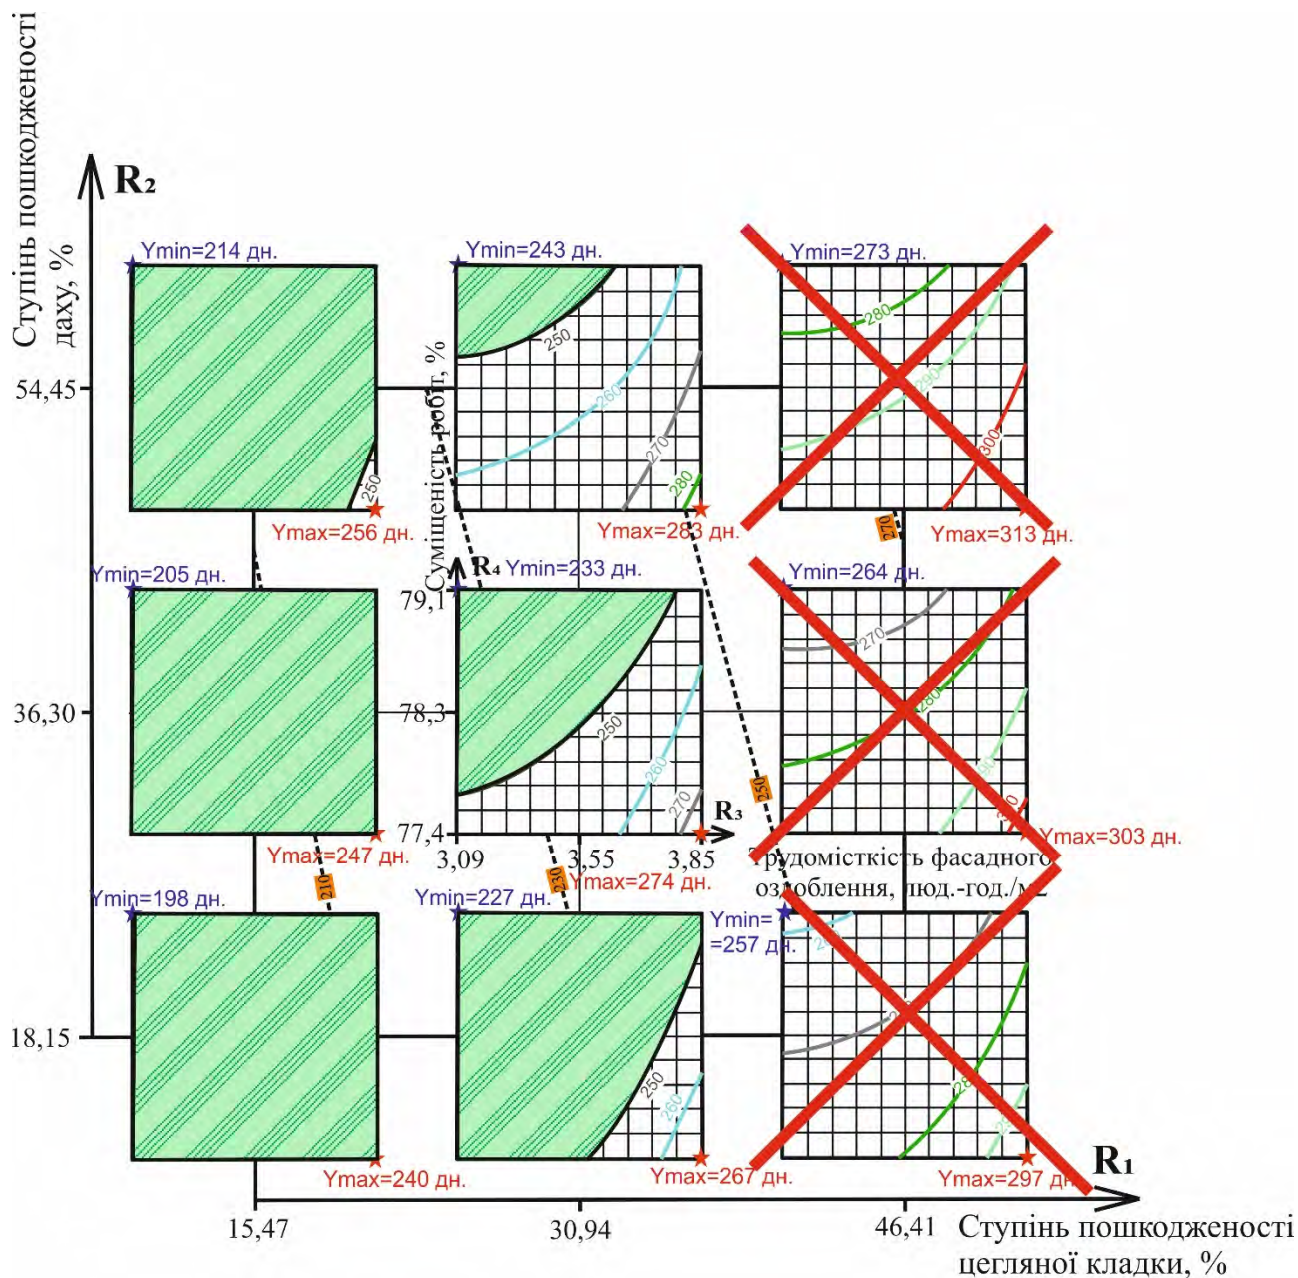 Ступінь пошкодженості
даху, %
R2
Ymin=214 дн.
Ymin=243 дн.
Ymin=273 дн.
280
250
290
260
54,45
Суміщеність робіт, %
270
300
250
280
Ymax=256 дн.
Ymax=283 дн.
270
Ymax=313 дн.
Ymin=205 дн.
R4
Ymin=233 дн.
Ymin=264 дн.
79,1
270
280
36,30
78,3
250
260
290
250
270
R3
77,4
Ymax=303 дн.
Ymax=247 дн.
3,09
3,55
3,85
Трудомісткість фасадного
оздоблення, люд.-год./м2
210
230
Ymax=274 дн.
Ymin=198 дн.
Ymin=227 дн.
Ymin=
=257 дн.
18,15
250
280
260
Ymax=240 дн.
Ymax=267 дн.
Ymax=297 дн.
R1
15,47
30,94
46,41
Ступінь пошкодженості
цегляної кладки, %